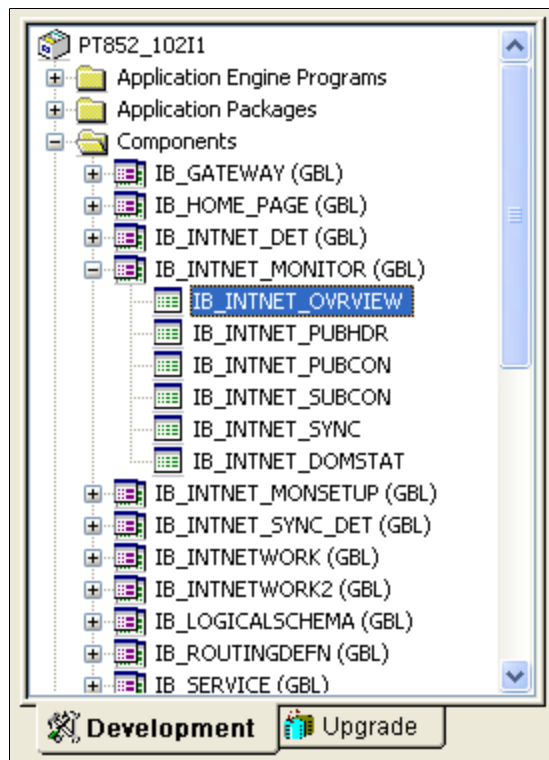 PT852_102I1
Application Engine Programs
Application Packages
Components
IB_GATEWAY (GBL)
IB_HOME_PAGE (GBL)
IB_INTNET_DET (GBL)
IB_INTNET_MONITOR (GBL)
IB_INTNET_OVRVIEW
IB_INTNET_PUBHDR
IB_INTNET_PUBCON
IB_INTNET_SUBCON
IB_INTNET_SYNC
IB_INTNET_DOMSTAT
IB_INTNET_MONSETUP (GBL)
IB_INTNET_SYNC_DET (GBL)
IB_INTNETWORK (GBL)
IB_INTNETWORK2 (GBL)
IB_LOGICALSCHEMA (GBL)
IB_ROUTINGDEFN (GBL)
IB_SERVICE (GBL)
Development Upgrade